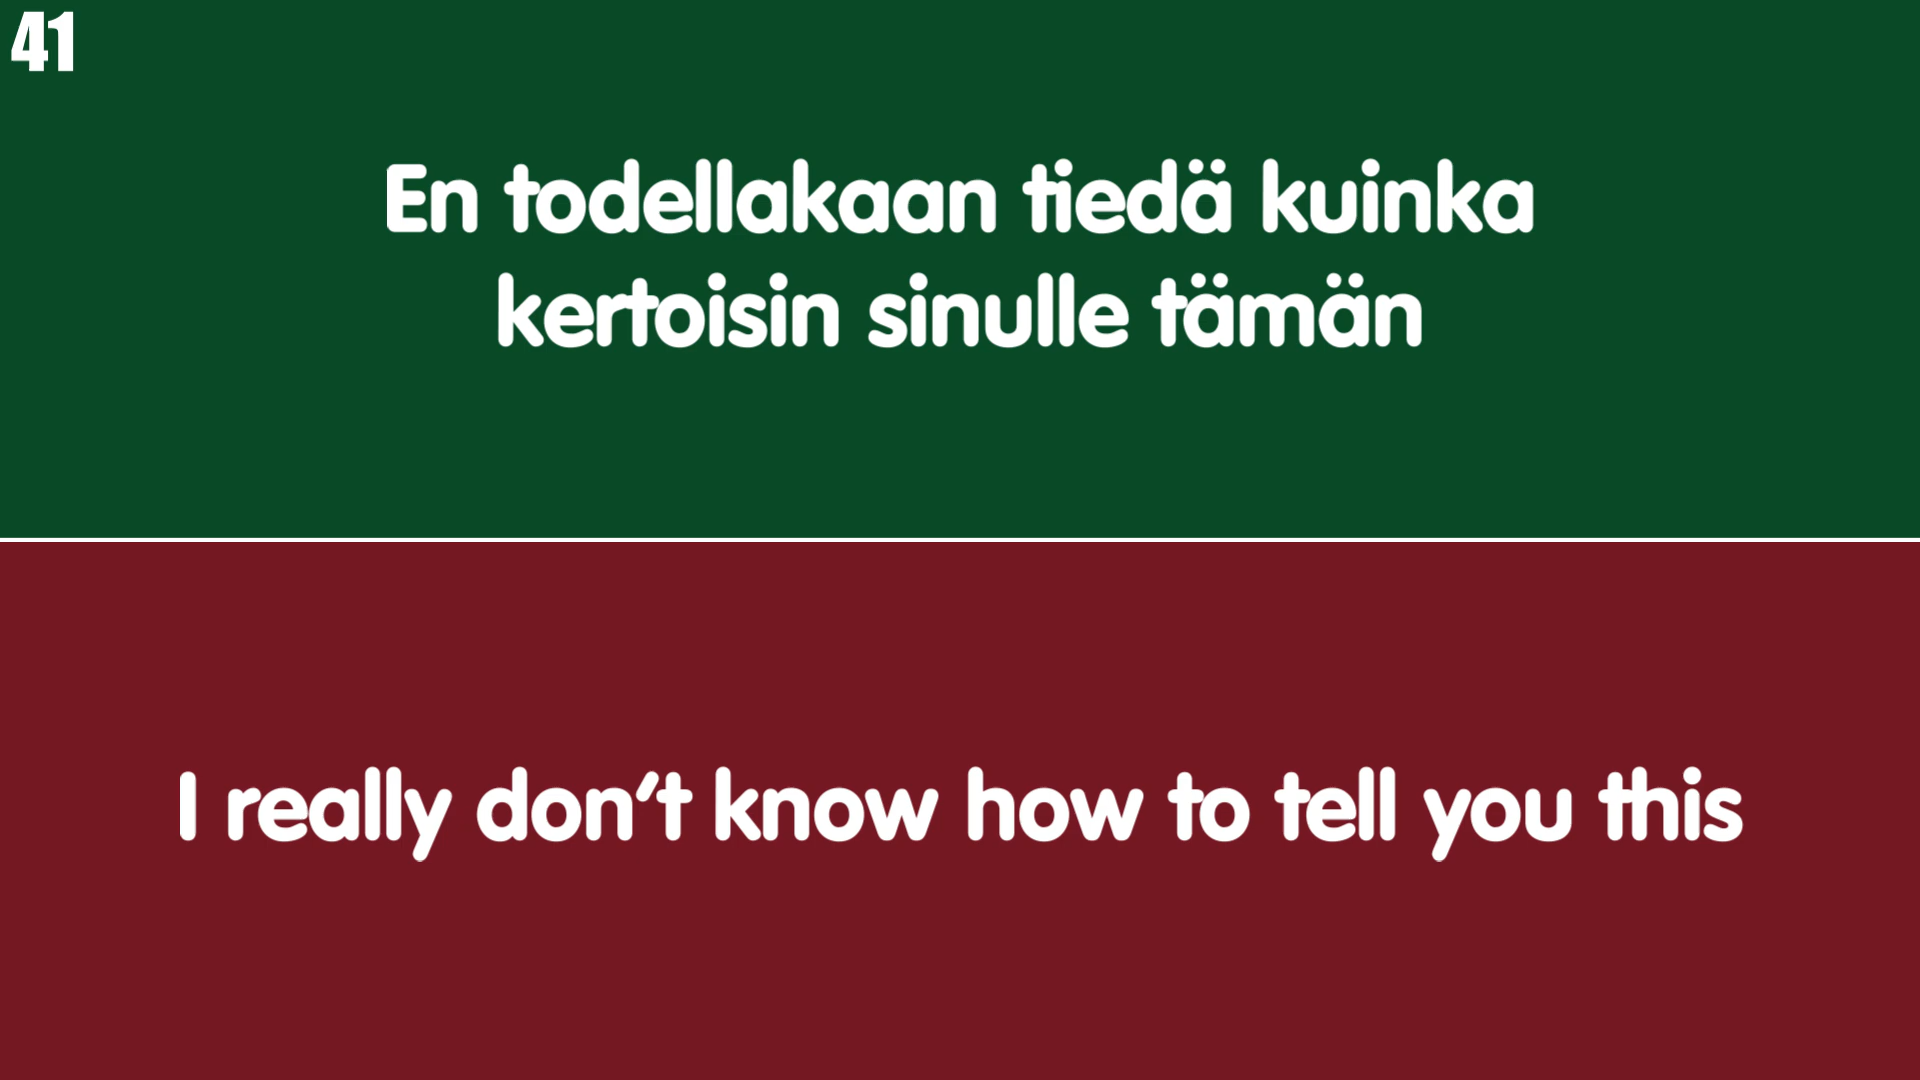 41
En todellakaan tiedä kuinka
kertoisin sinulle tämän
I really don't know how to tell you this